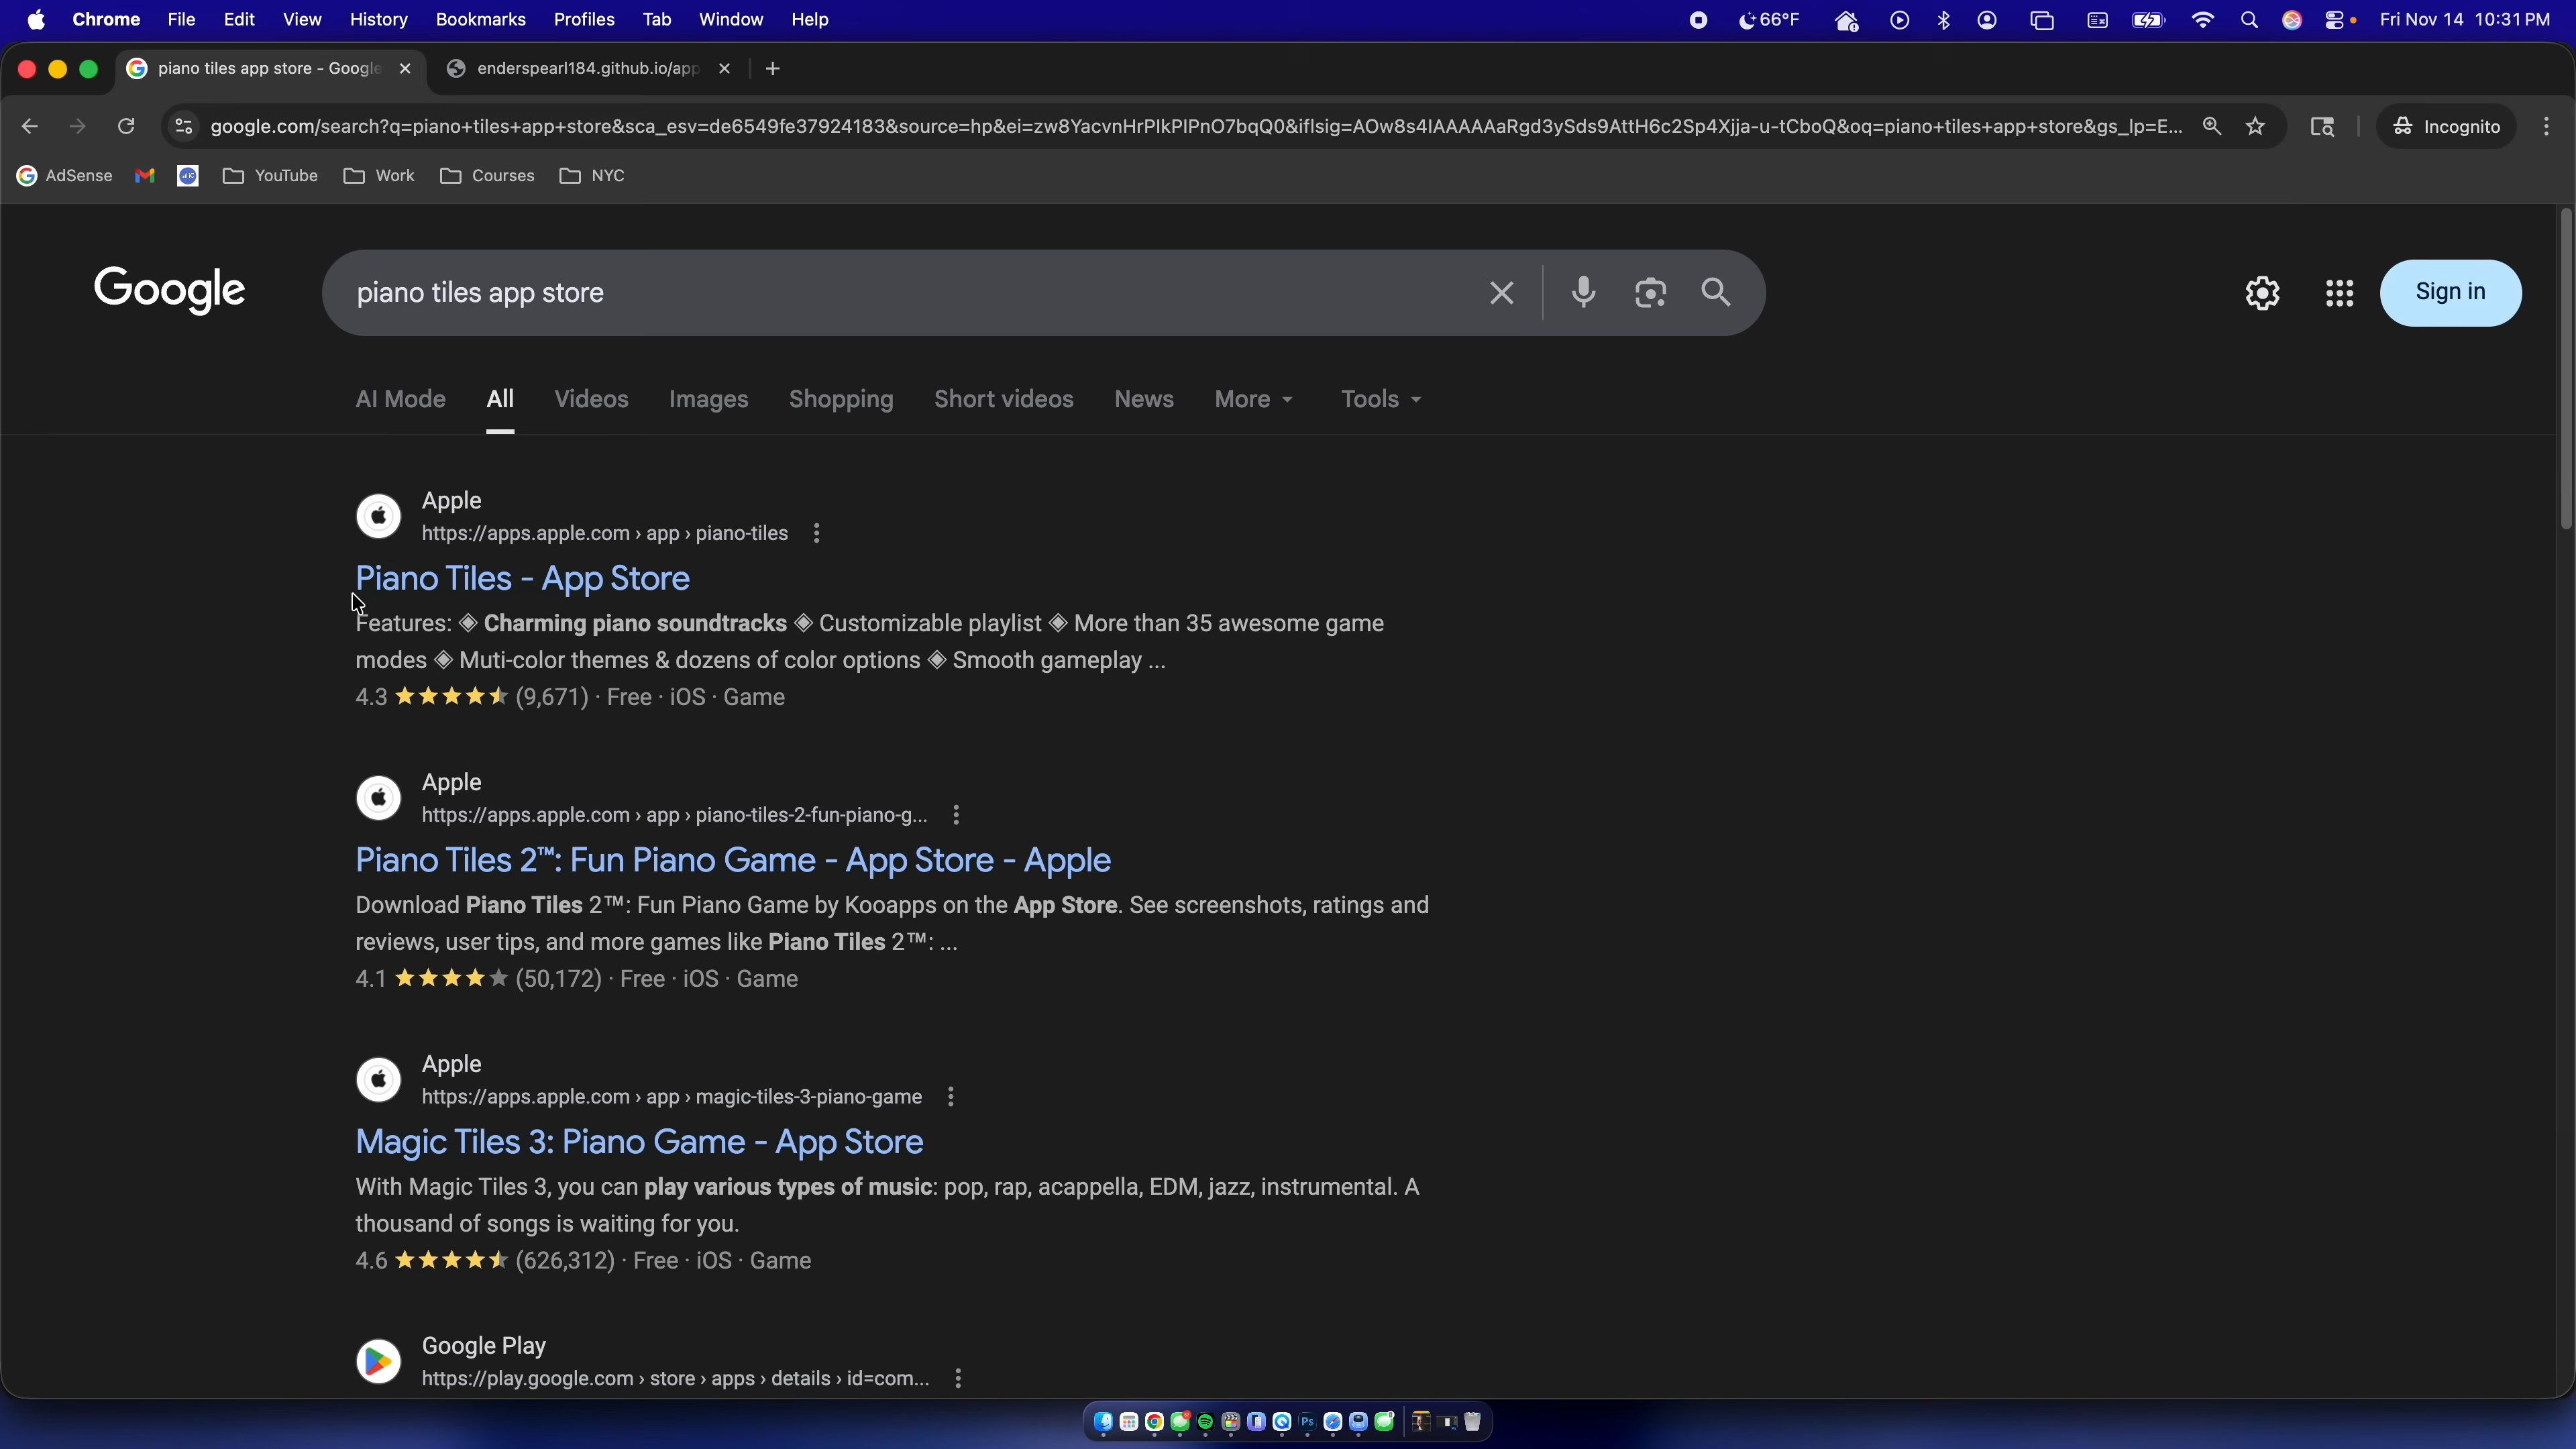 Chrome File Edit View History Bookmarks Profiles Tab Window Help 66°F Fri Nov 14 10:31 PM
piano tiles app store - Google enderspearl184.github.io/app
google.com/search?q=piano+tiles+app+store&sca_esv=de6549fe37924183&source=hp&ei=zw8YacvnHrPIkPIPnO7bqQ0&iflsig=AOw8s4IAAAAAaRgd3ySds9AttH6c2Sp4Xjja-u-tCboQ&oq=piano+tiles+app+store&gs_lp=E... Incognito
AdSense YouTube Work Courses NYC
Google piano tiles app store Sign in
AI Mode All Videos Images Shopping Short videos News More Tools
Apple
https://apps.apple.com › app › piano-tiles
Piano Tiles - App Store
Features: ◈ Charming piano soundtracks ◈ Customizable playlist ◈ More than 35 awesome game
modes ◈ Muti-color themes & dozens of color options ◈ Smooth gameplay ...
4.3 (9,671) · Free · iOS · Game
Apple
https://apps.apple.com › app › piano-tiles-2-fun-piano-g...
Piano Tiles 2™: Fun Piano Game - App Store - Apple
Download Piano Tiles 2™: Fun Piano Game by Kooapps on the App Store. See screenshots, ratings and
reviews, user tips, and more games like Piano Tiles 2™: ...
4.1 (50,172) · Free · iOS · Game
Apple
https://apps.apple.com › app › magic-tiles-3-piano-game
Magic Tiles 3: Piano Game - App Store
With Magic Tiles 3, you can play various types of music: pop, rap, acappella, EDM, jazz, instrumental. A
thousand of songs is waiting for you.
4.6 (626,312) · Free · iOS · Game
Google Play
https://play.google.com › store › apps › details › id=com...
Ps